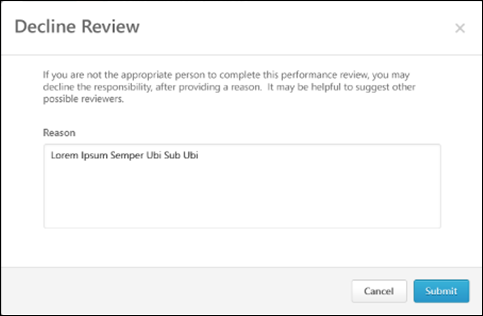 Decline Review
If you are not the appropriate person to complete this performance review, you may
decline the responsibility, after providing a reason. It may be helpful to suggest other
possible reviewers.
Reason
Lorem Ipsum Semper Ubi Sub Ubi
Cancel Submit